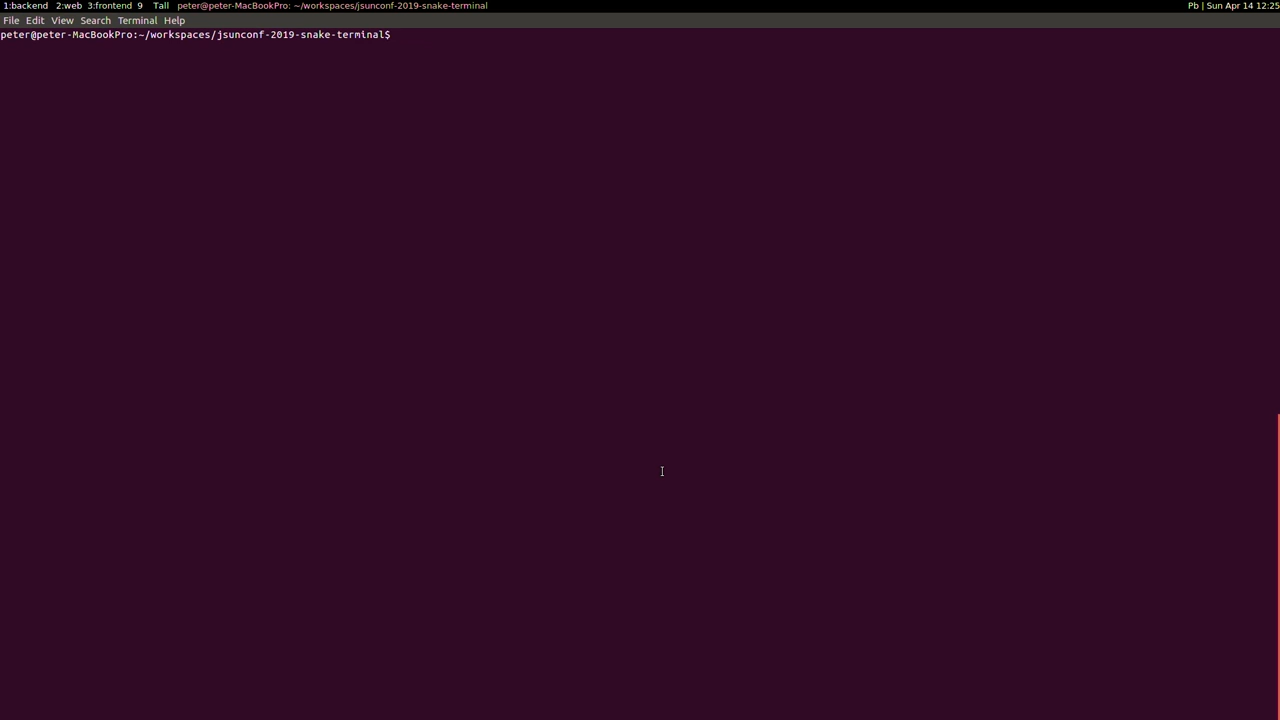 1:backend 2:web 3:frontend 9 Tall peter@peter-MacBookPro: ~/workspaces/jsunconf-2019-snake-terminal Pb | Sun Apr 14 12:25
File Edit View Search Terminal Help
peter@peter-MacBookPro:~/workspaces/jsunconf-2019-snake-terminal$